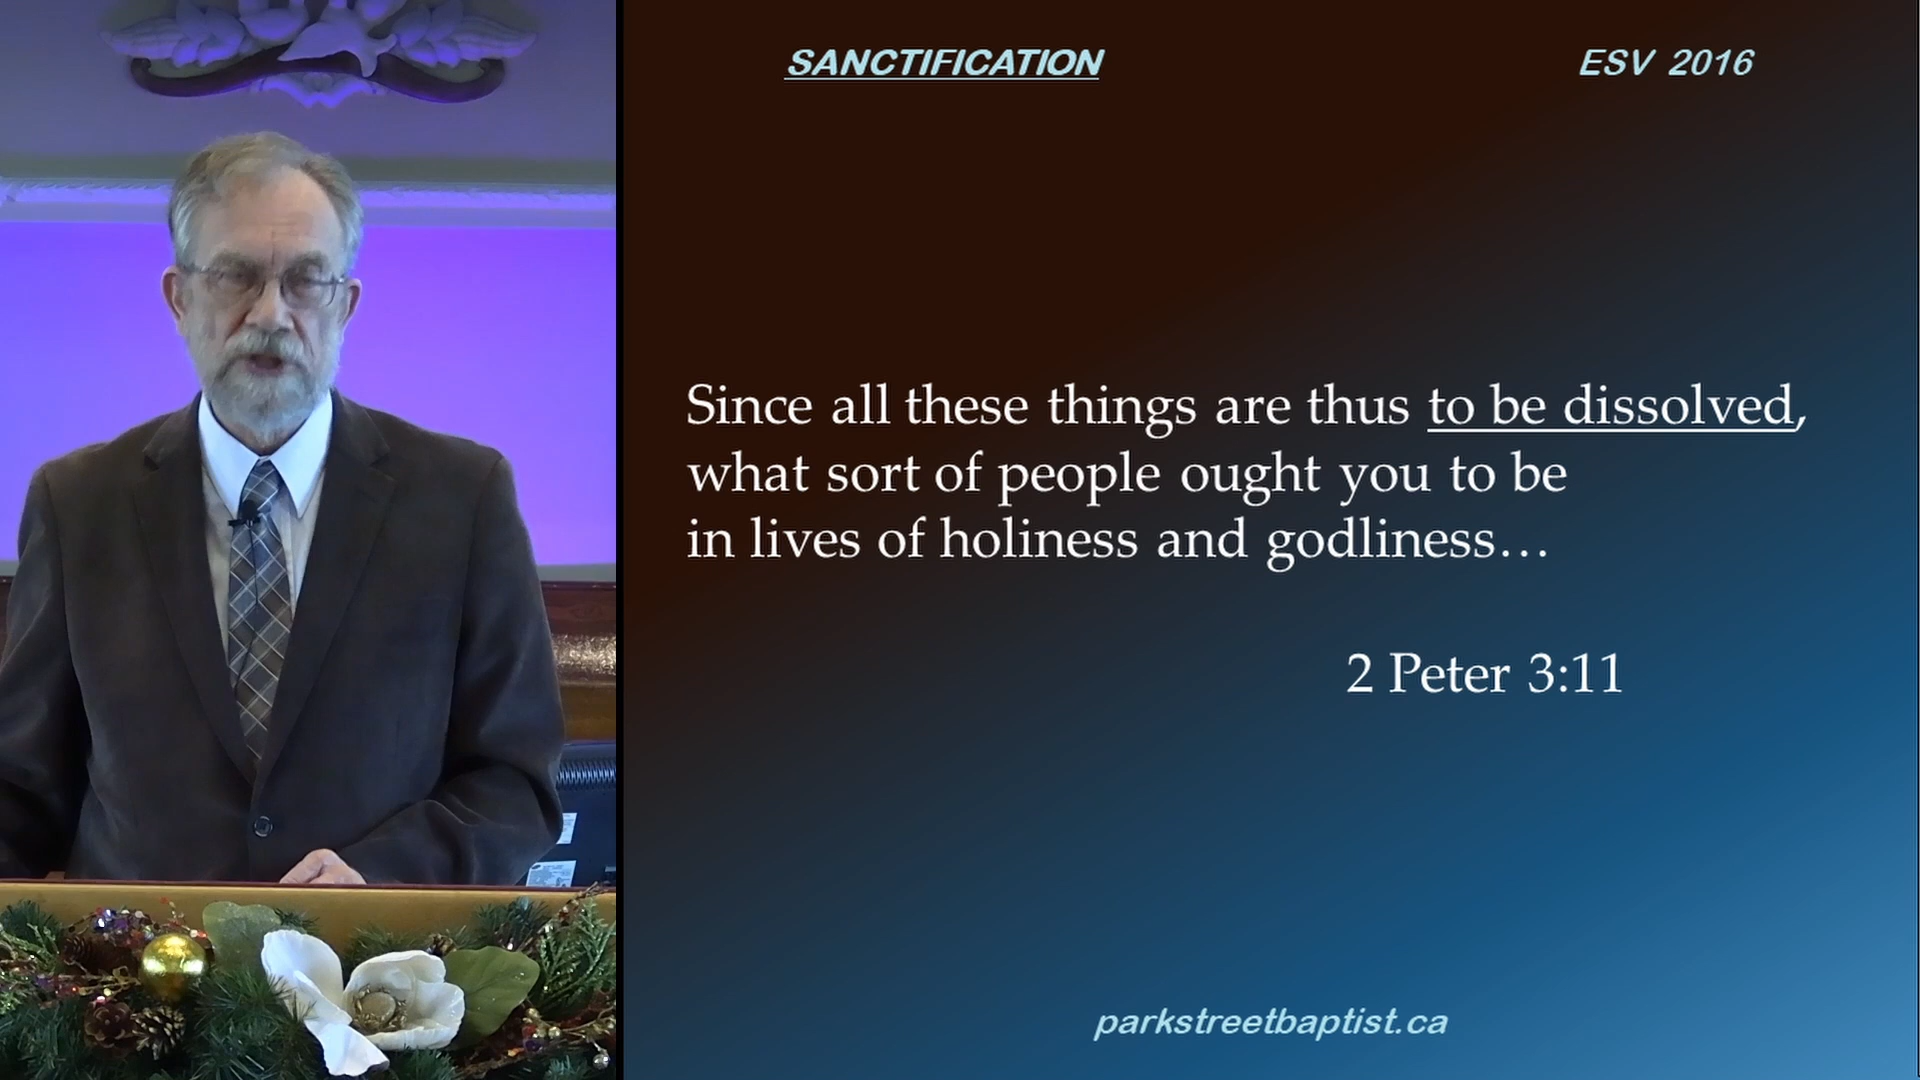 SANCTIFICATION
ESV 2016
Since all these things are thus to be dissolved,
what sort of people ought you to be
in lives of holiness and godliness…
2 Peter 3:11
parkstreetbaptist.ca